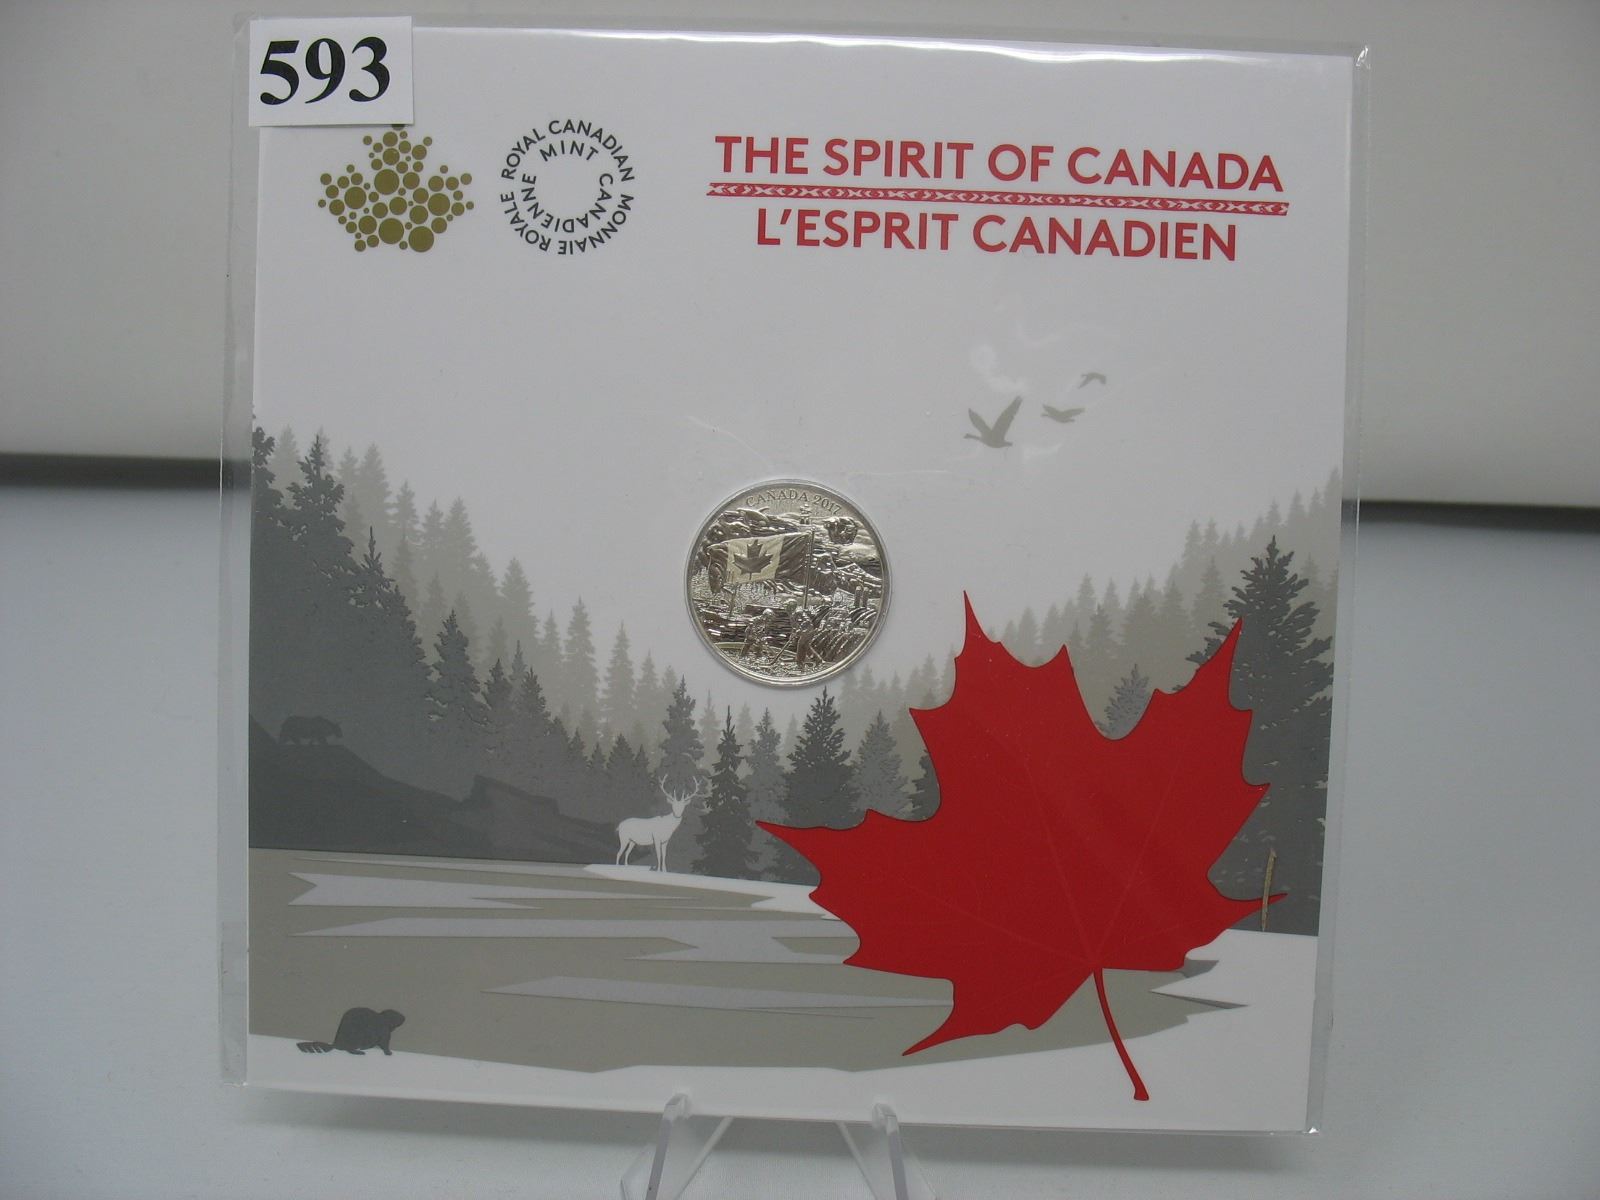 593
ROYAL CANADIAN MINT
MONNAIE ROYALE CANADIENNE
THE SPIRIT OF CANADA
L'ESPRIT CANADIEN
CANADA 2017